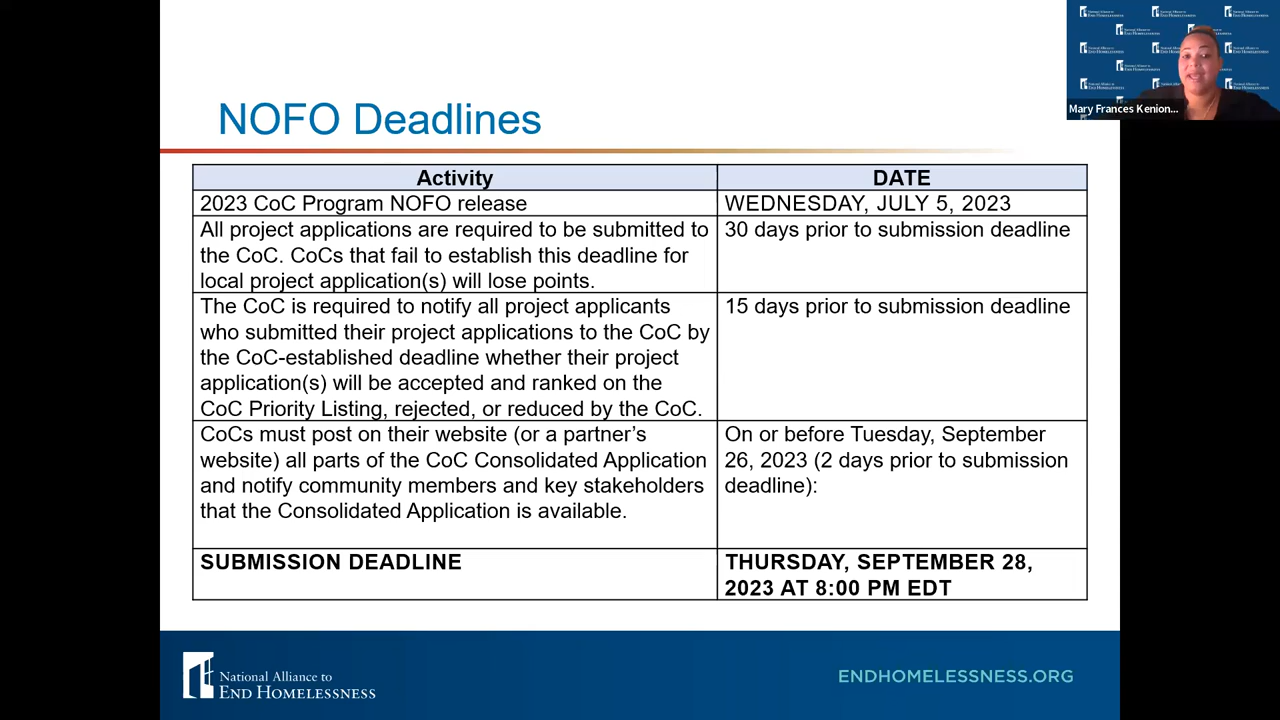 Mary Frances Kenion...
NOFO Deadlines
Activity
DATE
2023 CoC Program NOFO release
WEDNESDAY, JULY 5, 2023
All project applications are required to be submitted to
the CoC. CoCs that fail to establish this deadline for
local project application(s) will lose points.
30 days prior to submission deadline
The CoC is required to notify all project applicants
who submitted their project applications to the CoC by
the CoC-established deadline whether their project
application(s) will be accepted and ranked on the
CoC Priority Listing, rejected, or reduced by the CoC.
15 days prior to submission deadline
CoCs must post on their website (or a partner's
website) all parts of the CoC Consolidated Application
and notify community members and key stakeholders
that the Consolidated Application is available.
On or before Tuesday, September
26, 2023 (2 days prior to submission
deadline):
SUBMISSION DEADLINE
THURSDAY, SEPTEMBER 28,
2023 AT 8:00 PM EDT
National Alliance to
END HOMELESSNESS
ENDHOMELESSNESS.ORG